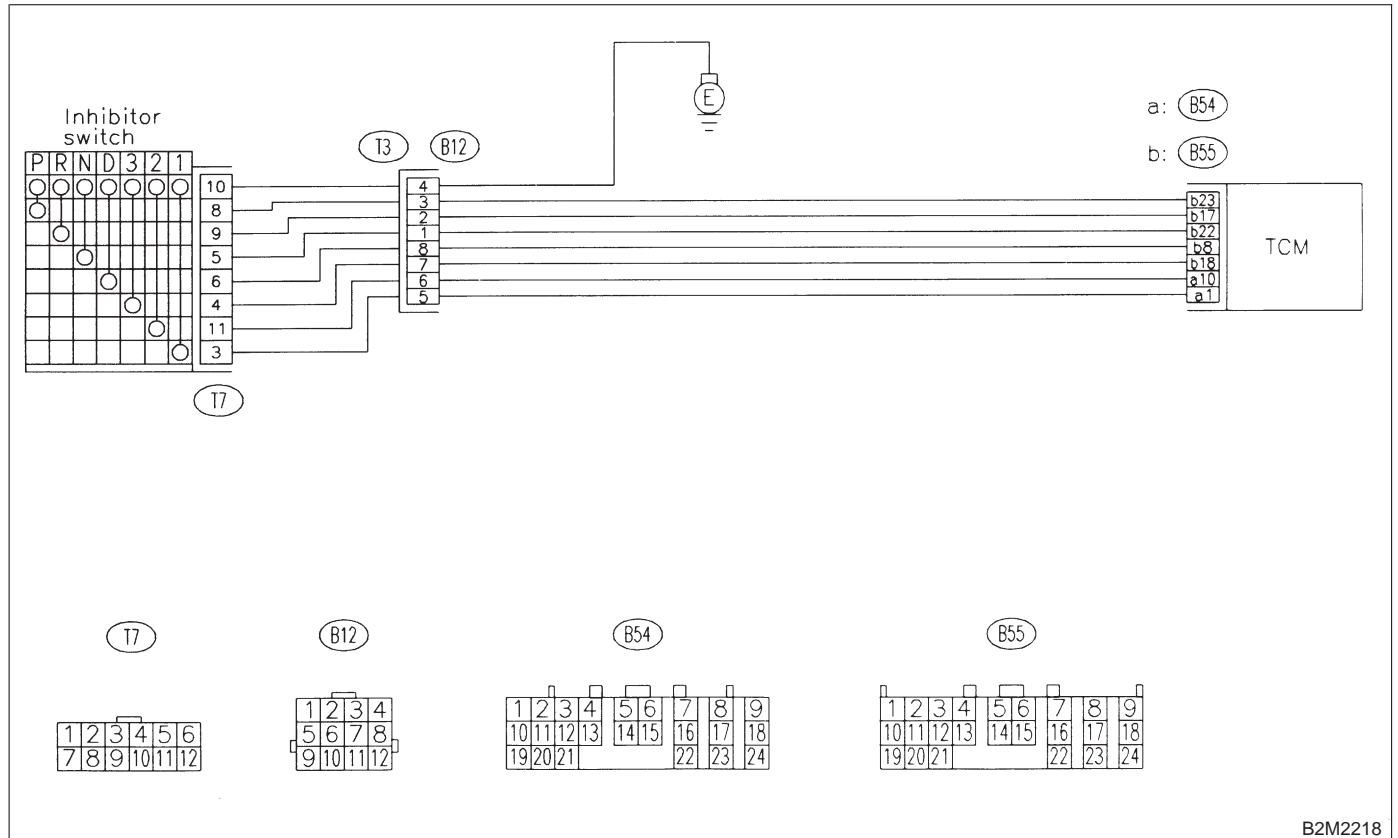 E
a: B54
Inhibitor
switch
T3 B12
b: B55
P R N D 3 2 1
10 4
8 3 b23
9 2 b17
5 1 b22
6 8 b8
4 7 b18
11 6 a10
3 5 a1
TCM
T7
T7 B12 B54 B55
1 2 3 4 5 6
7 8 9 10 11 12
1 2 3 4
5 6 7 8
9 10 11 12
1 2 3 4 5 6 7 8 9
10 11 12 13 14 15 16 17 18
19 20 21 22 23 24
1 2 3 4 5 6 7 8 9
10 11 12 13 14 15 16 17 18
19 20 21 22 23 24
B2M2218